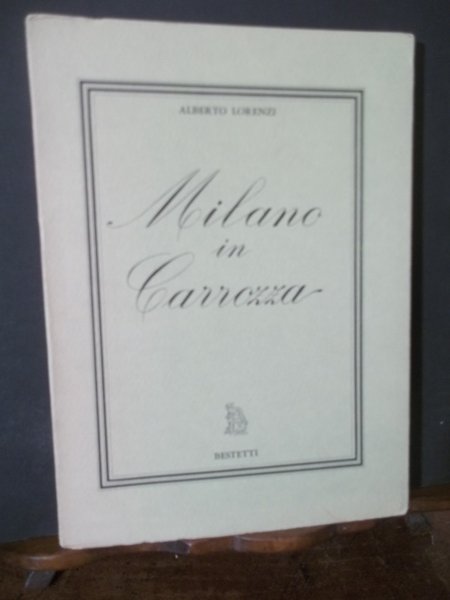 ALBERTO LORENZI
Milano
in
Carrozza
BESTETTI